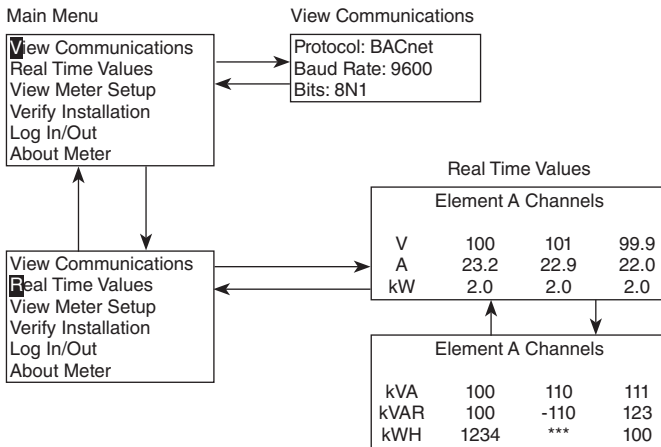 Main Menu
View Communications
Real Time Values
View Meter Setup
Verify Installation
Log In/Out
About Meter
View Communications
Protocol: BACnet
Baud Rate: 9600
Bits: 8N1
View Communications
Real Time Values
View Meter Setup
Verify Installation
Log In/Out
About Meter
Real Time Values
Element A Channels
V 100 101 99.9
A 23.2 22.9 22.0
kW 2.0 2.0 2.0
Element A Channels
kVA 100 110 111
kVAR 100 -110 123
kWH 1234 *** 100